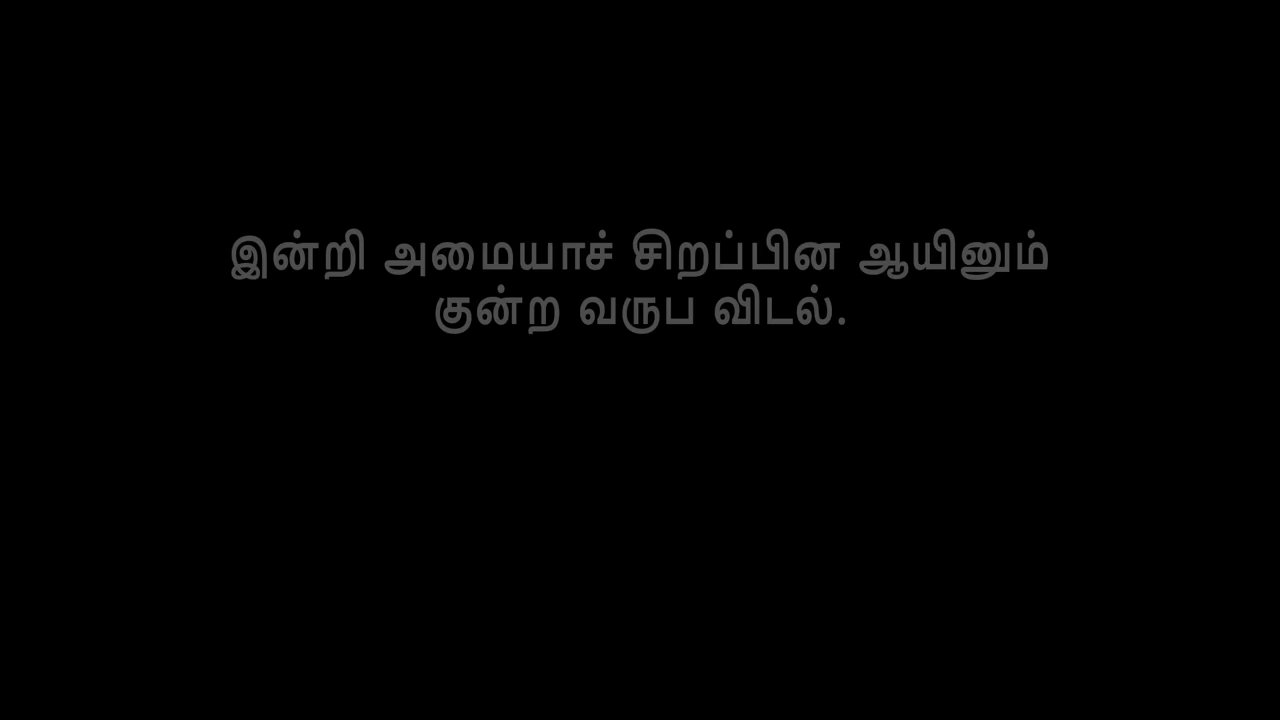 இன்றி அமையாச் சிறப்பின ஆயினும்
குன்ற வருப விடல்.